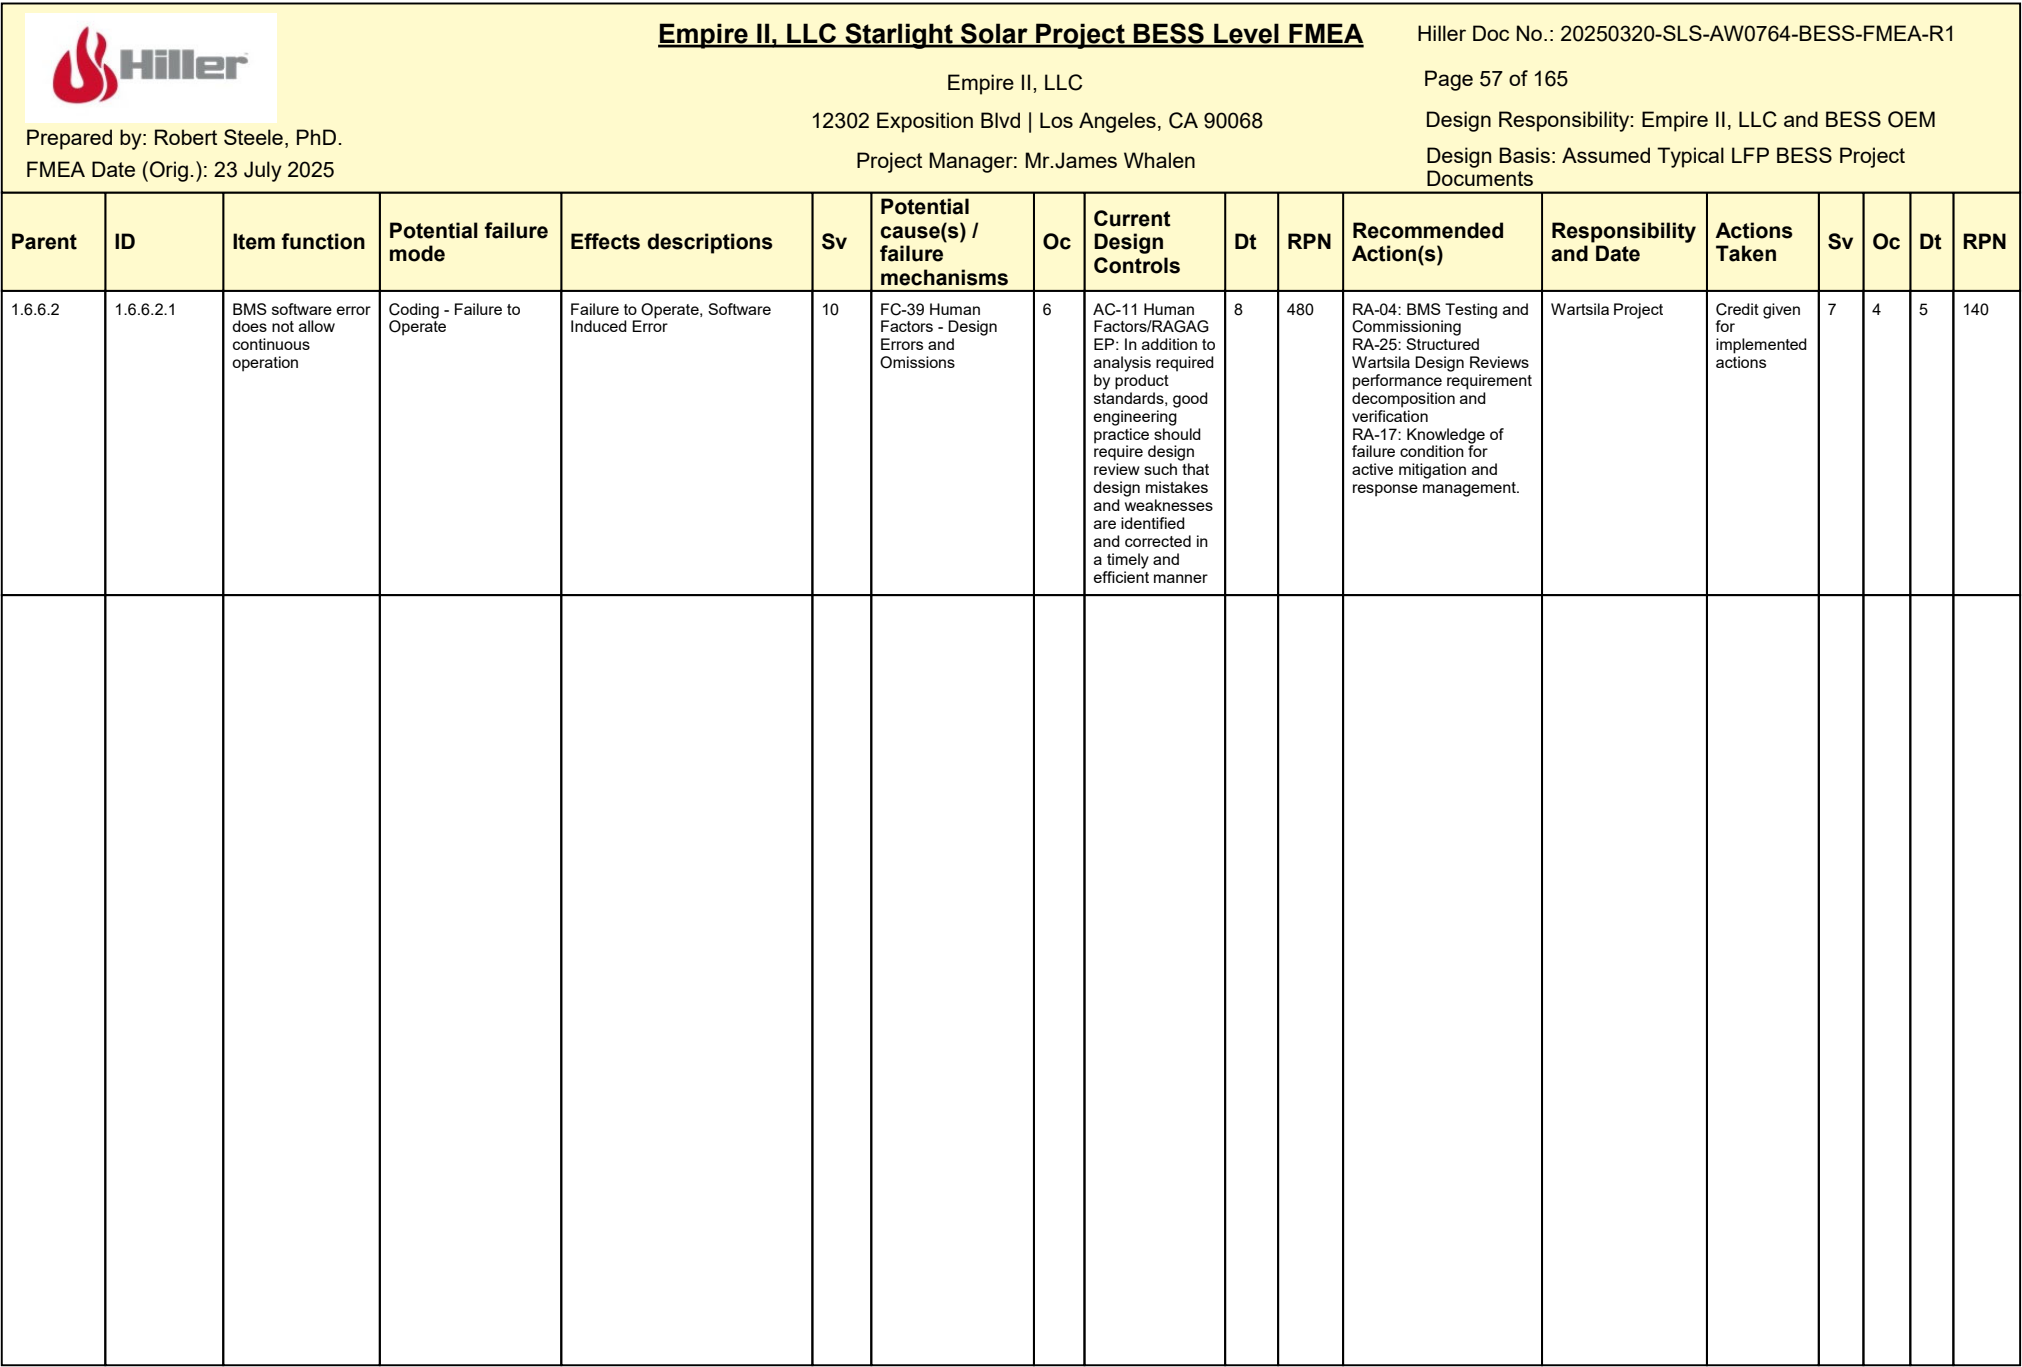 Hiller
Prepared by: Robert Steele, PhD.
FMEA Date (Orig.): 23 July 2025
Empire II, LLC Starlight Solar Project BESS Level FMEA
Empire II, LLC
12302 Exposition Blvd | Los Angeles, CA 90068
Project Manager: Mr.James Whalen
Hiller Doc No.: 20250320-SLS-AW0764-BESS-FMEA-R1
Page 57 of 165
Design Responsibility: Empire II, LLC and BESS OEM
Design Basis: Assumed Typical LFP BESS Project
Documents
Parent
ID
Item function
Potential failure
mode
Effects descriptions
Sv
Potential
cause(s) /
failure
mechanisms
Oc
Current
Design
Controls
Dt
RPN
Recommended
Action(s)
Responsibility
and Date
Actions
Taken
Sv
Oc
Dt
RPN
1.6.6.2
1.6.6.2.1
BMS software error
does not allow
continuous
operation
Coding - Failure to
Operate
Failure to Operate, Software
Induced Error
10
FC-39 Human
Factors - Design
Errors and
Omissions
6
AC-11 Human
Factors/RAGAG
EP: In addition to
analysis required
by product
standards, good
engineering
practice should
require design
review such that
design mistakes
and weaknesses
are identified
and corrected in
a timely and
efficient manner
8
480
RA-04: BMS Testing and
Commissioning
RA-25: Structured
Wartsila Design Reviews
performance requirement
decomposition and
verification
RA-17: Knowledge of
failure condition for
active mitigation and
response management.
Wartsila Project
Credit given
for
implemented
actions
7
4
5
140